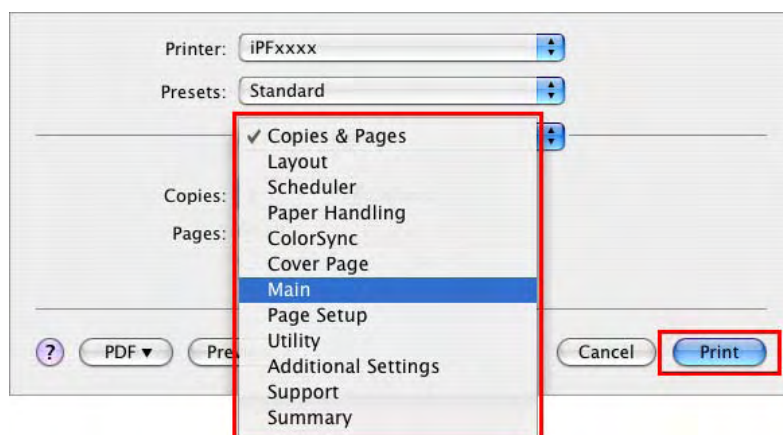 Printer: iPFxxxx
Presets: Standard
✓ Copies & Pages
Layout
Scheduler
Copies:
Paper Handling
Pages:
ColorSync
Cover Page
Main
Page Setup
Utility
? PDF ▼ Cancel Print
Additional Settings
Support
Summary